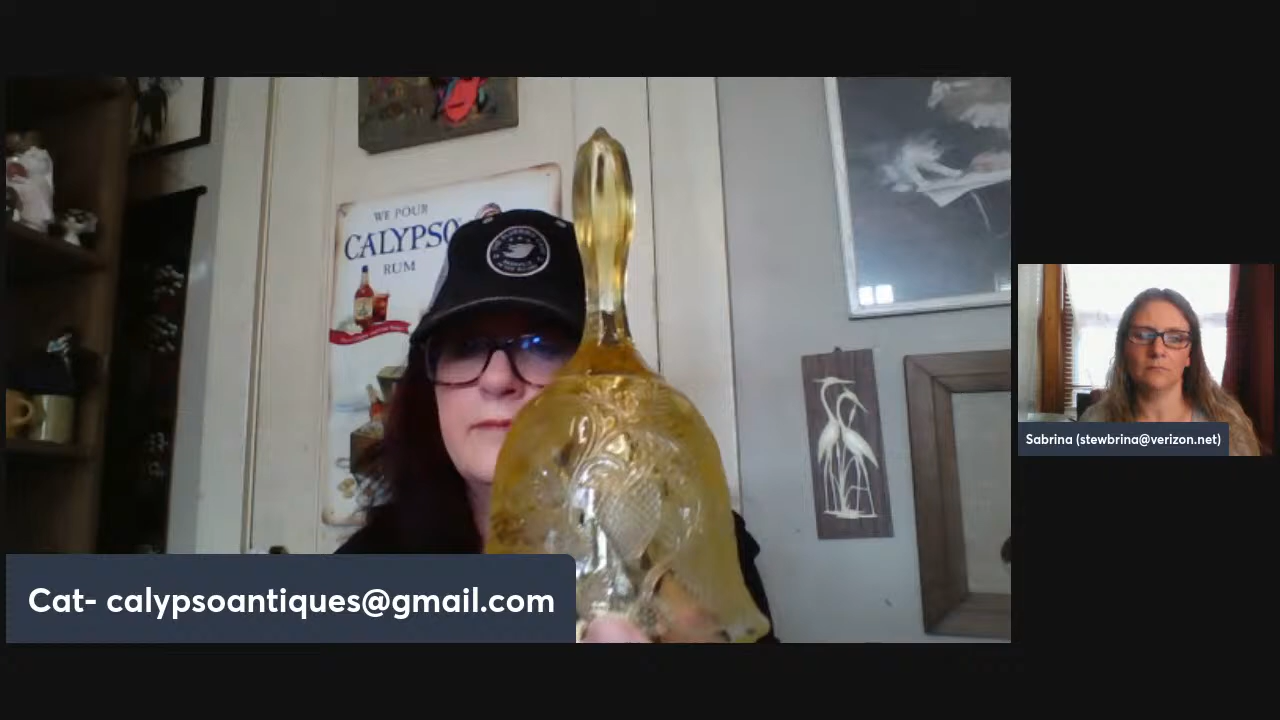 WE POUR
CALYPSO
RUM
Cat- calypsoantiques@gmail.com
Sabrina (stewbrina@verizon.net)